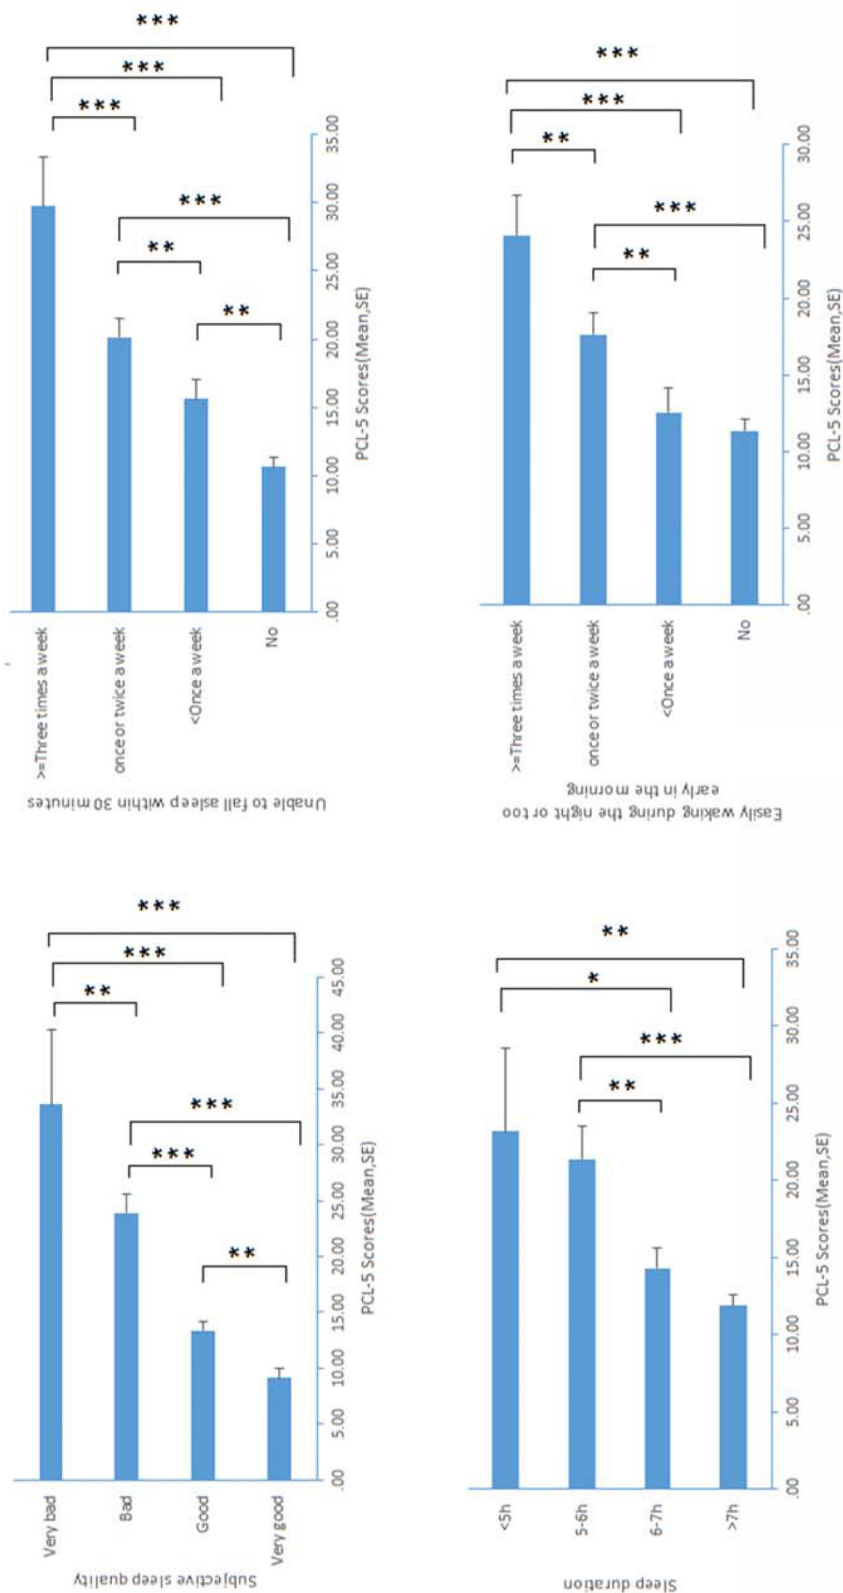 Subjective sleep quality
Very bad
Bad
Good
Very good
.00 5.00 10.00 15.00 20.00 25.00 30.00 35.00 40.00 45.00
PCL-5 Scores(Mean,SE)
**
***
***
***
***
**
Unable to fall asleep within 30 minutes
>=Three times a week
once or twice a week
<Once a week
No
.00 5.00 10.00 15.00 20.00 25.00 30.00 35.00
PCL-5 Scores(Mean,SE)
***
***
***
**
***
**
Sleep duration
<5h
5-6h
6-7h
>7h
.00 5.00 10.00 15.00 20.00 25.00 30.00 35.00
PCL-5 Scores(Mean,SE)
*
**
**
***
Easily waking during the night or too
early in the morning
>=Three times a week
once or twice a week
<Once a week
No
.00 5.00 10.00 15.00 20.00 25.00 30.00
PCL-5 Scores(Mean,SE)
**
***
***
**
***